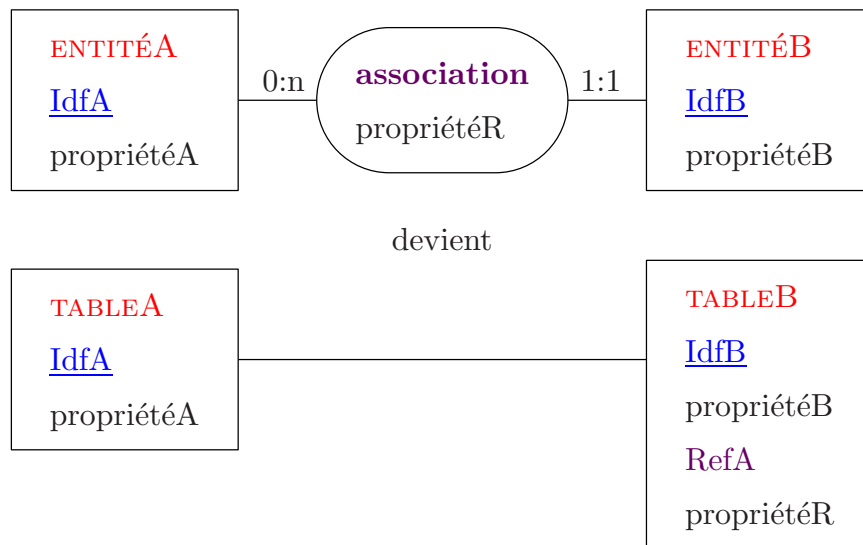 ENTITÉA
IdfA
propriétéA
0:n
association
propriétéR
1:1
ENTITÉB
IdfB
propriétéB
devient
TABLEA
IdfA
propriétéA
TABLEB
IdfB
propriétéB
RefA
propriétéR